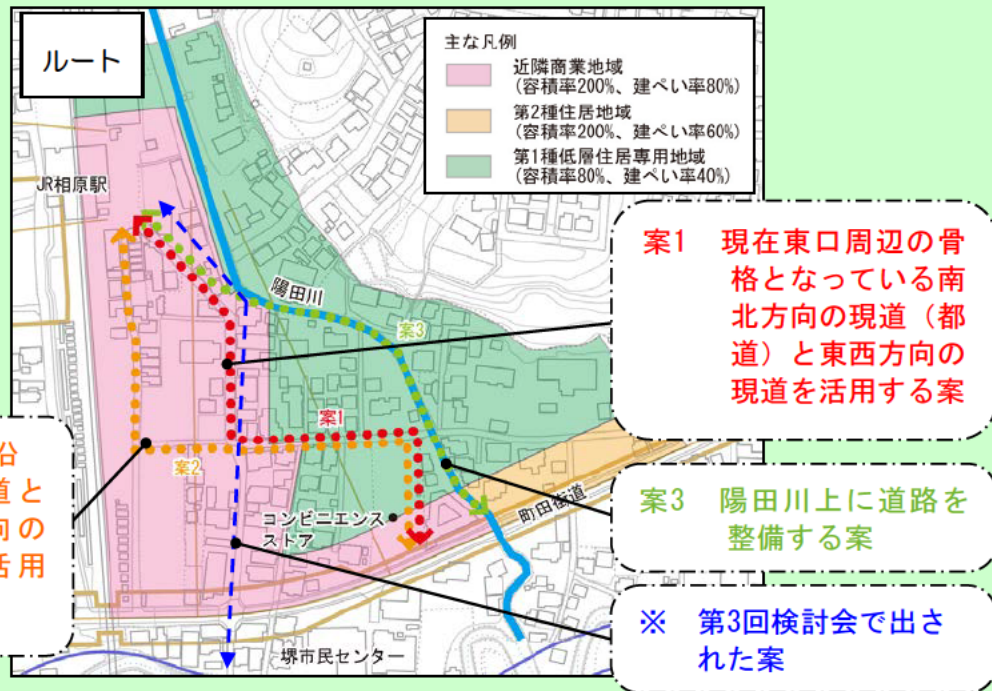 ルート
主な凡例
近隣商業地域
(容積率200%、建ぺい率80%)
第2種住居地域
(容積率200%、建ぺい率60%)
第1種低層住居専用地域
(容積率80%、建ぺい率40%)
JR相原駅
陽田川
案3
案1
案2
コンビニエンス
ストア
町田街道
堺市民センター
案1 現在東口周辺の骨
格となっている南
北方向の現道（都
道）と東西方向の
現道を活用する案
沿
道と
向の
活用
案3 陽田川上に道路を
整備する案
※ 第3回検討会で出さ
れた案